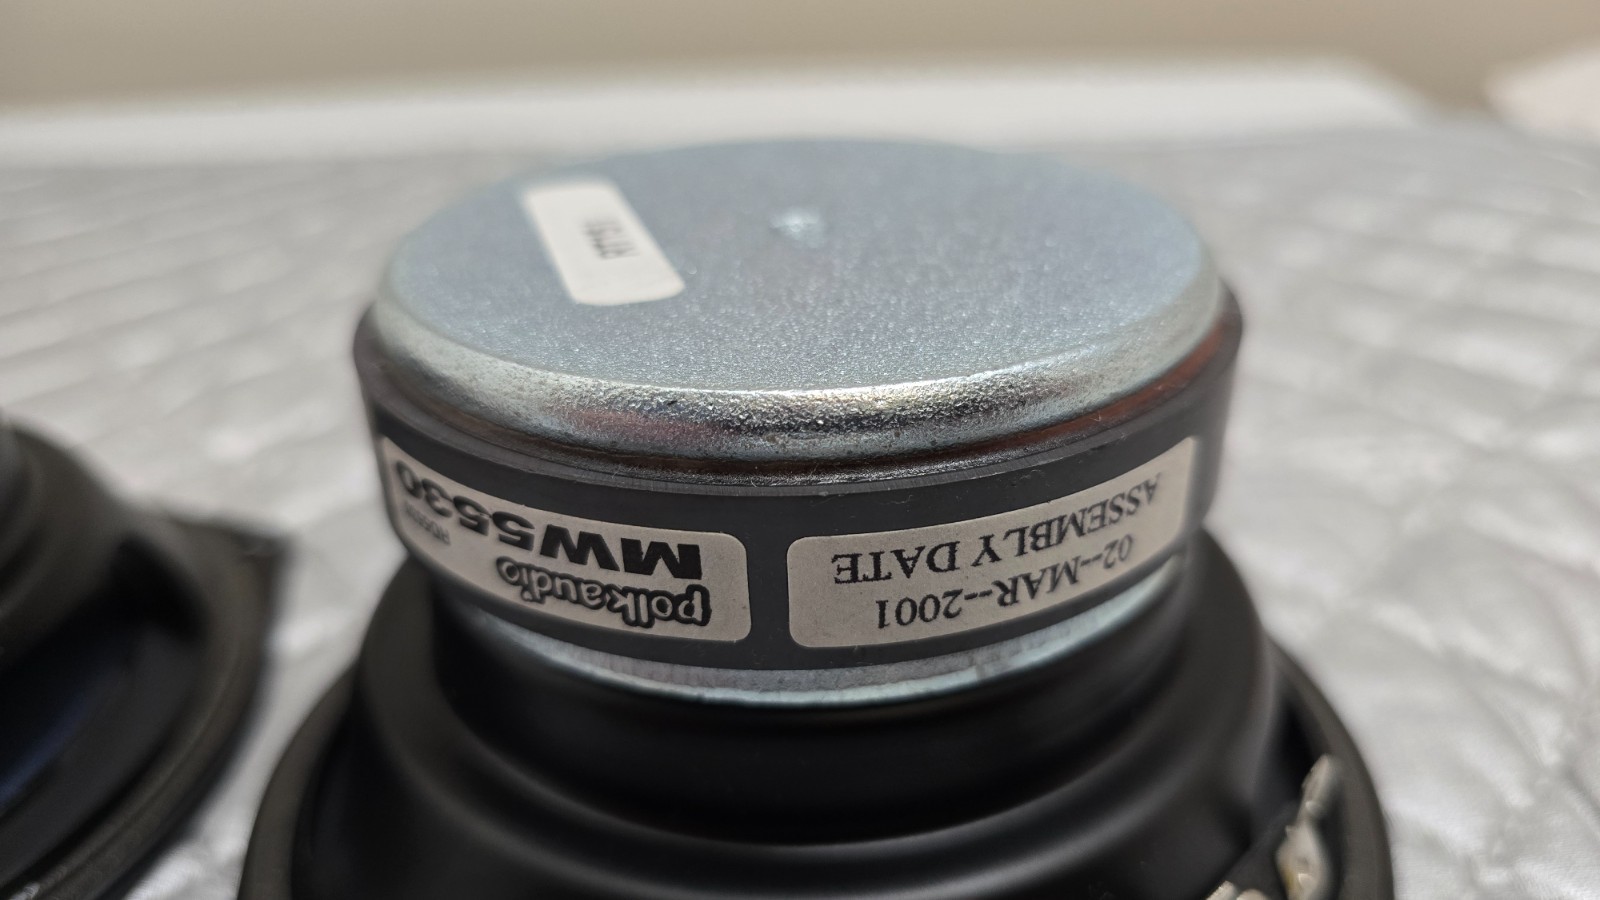 polkaudio
MW5530
02--MAR--2001
ASSEMBLY DATE